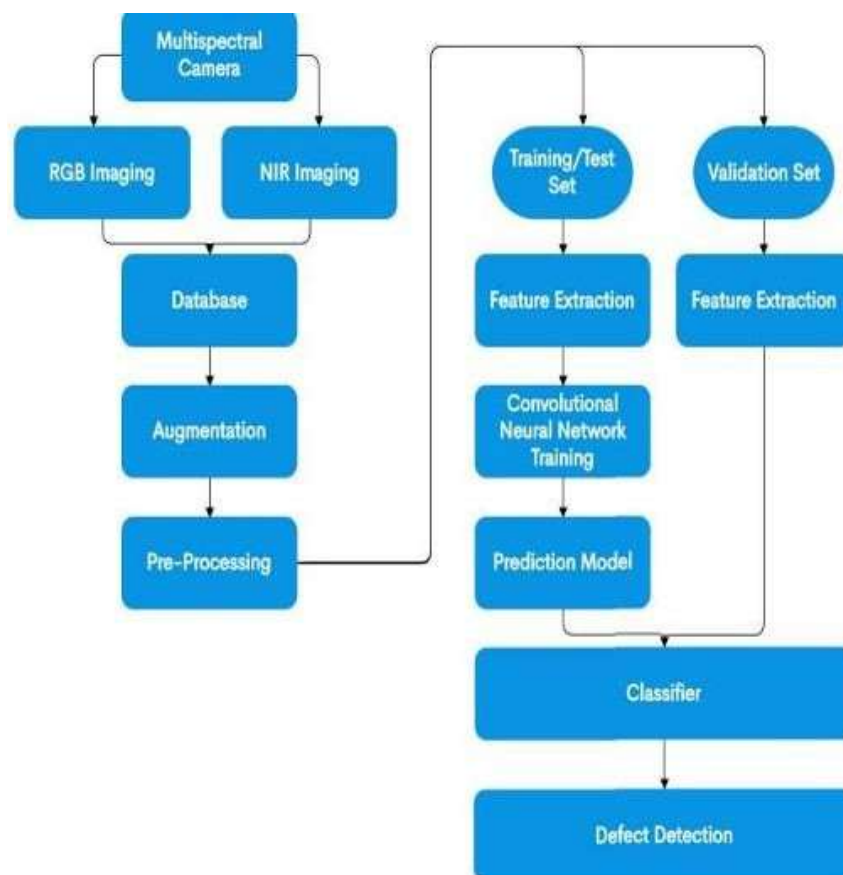 Multispectral
Camera
RGB Imaging
NIR Imaging
Database
Augmentation
Pre-Processing
Training/Test
Set
Validation Set
Feature Extraction
Feature Extraction
Convolutional
Neural Network
Training
Prediction Model
Classifier
Defect Detection